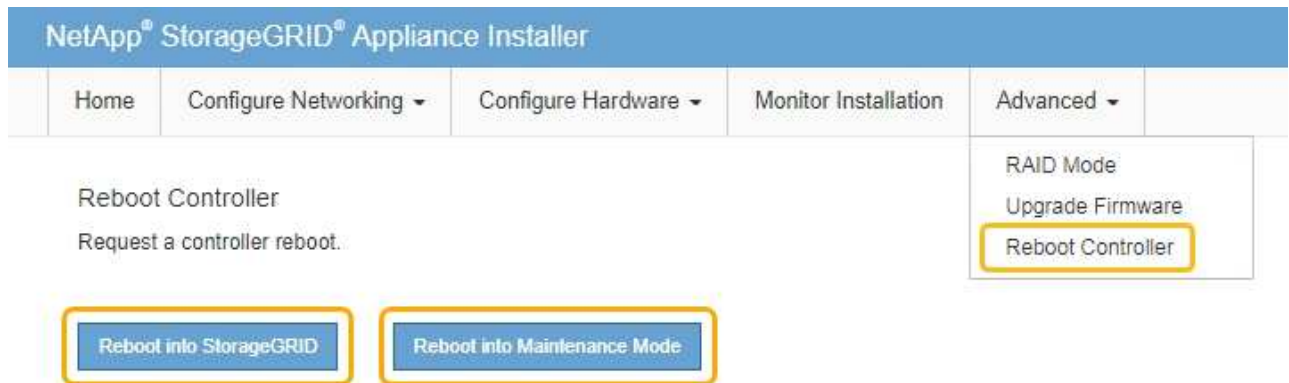 NetApp® StorageGRID® Appliance Installer
Home Configure Networking Configure Hardware Monitor Installation Advanced
RAID Mode
Upgrade Firmware
Reboot Controller
Reboot Controller
Request a controller reboot.
Reboot into StorageGRID Reboot into Maintenance Mode